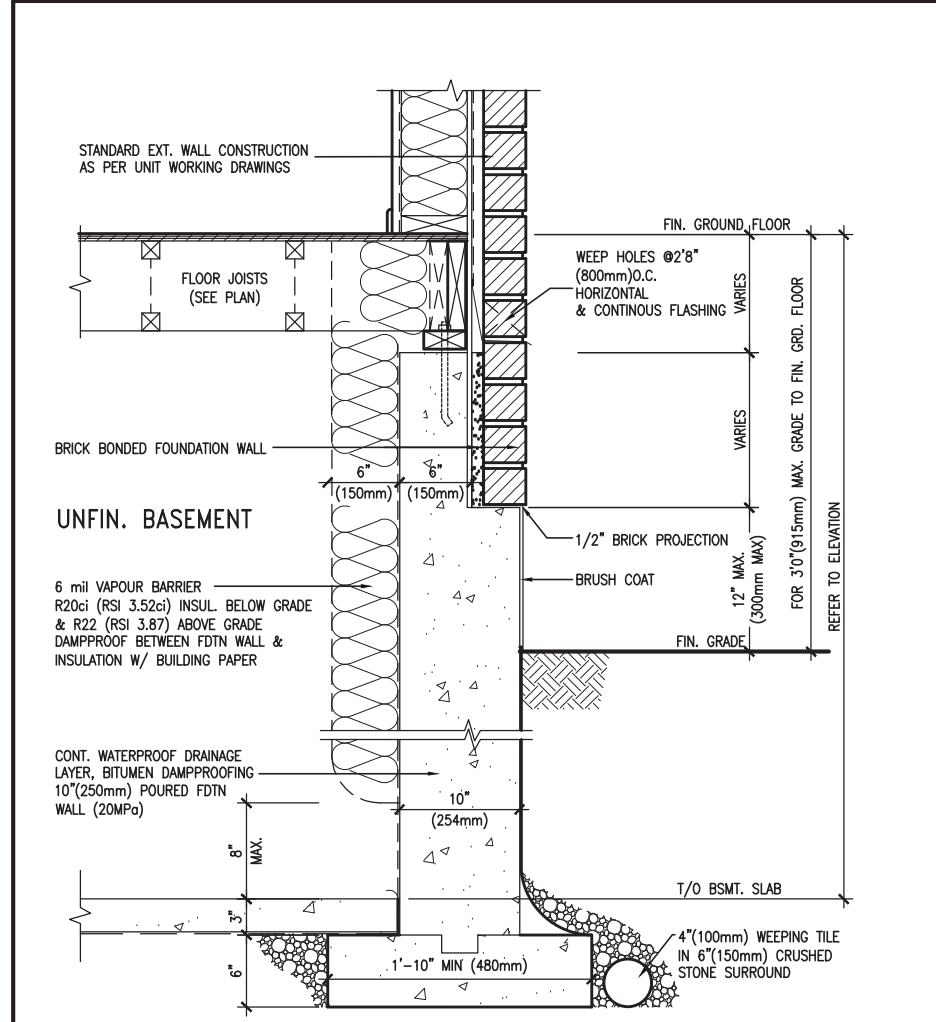 STANDARD EXT. WALL CONSTRUCTION
AS PER UNIT WORKING DRAWINGS
FIN. GROUND FLOOR
WEEP HOLES @2'8"
(800mm)O.C.
HORIZONTAL
& CONTINOUS FLASHING
FLOOR JOISTS
(SEE PLAN)
VARIES
VARIES
FOR 3'0"(915mm) MAX. GRADE TO FIN. GRD. FLOOR
REFER TO ELEVATION
BRICK BONDED FOUNDATION WALL
6"
(150mm)
6"
(150mm)
UNFIN. BASEMENT
1/2" BRICK PROJECTION
BRUSH COAT
12" MAX.
(300mm MAX)
6 mil VAPOUR BARRIER
R20ci (RSI 3.52ci) INSUL. BELOW GRADE
& R22 (RSI 3.87) ABOVE GRADE
DAMPPROOF BETWEEN FDTN WALL &
INSULATION W/ BUILDING PAPER
FIN. GRADE
CONT. WATERPROOF DRAINAGE
LAYER, BITUMEN DAMPPROOFING
10"(250mm) POURED FDTN
WALL (20MPa)
10"
(254mm)
8"
MAX.
T/O BSMT. SLAB
3"
6"
1'-10" MIN (480mm)
4"(100mm) WEEPING TILE
IN 6"(150mm) CRUSHED
STONE SURROUND